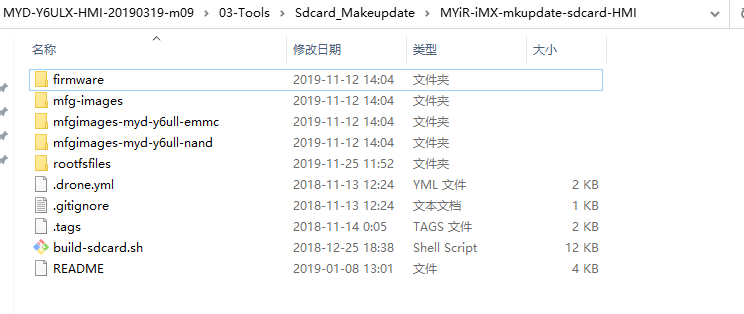 MYD-Y6ULX-HMI-20190319-m09 › 03-Tools › Sdcard_Makeupdate › MYiR-iMX-mkupdate-sdcard-HMI
名称 修改日期 类型 大小
firmware 2019-11-12 14:04 文件夹
mfg-images 2019-11-12 14:04 文件夹
mfgimages-myd-y6ull-emmc 2019-11-12 14:04 文件夹
mfgimages-myd-y6ull-nand 2019-11-12 14:04 文件夹
rootfsfiles 2019-11-25 11:52 文件夹
.drone.yml 2018-11-13 12:24 YML 文件 2 KB
.gitignore 2018-11-13 12:24 文本文档 1 KB
.tags 2018-11-14 0:05 TAGS 文件 2 KB
build-sdcard.sh 2018-12-25 18:38 Shell Script 12 KB
README 2019-01-08 13:01 文件 4 KB